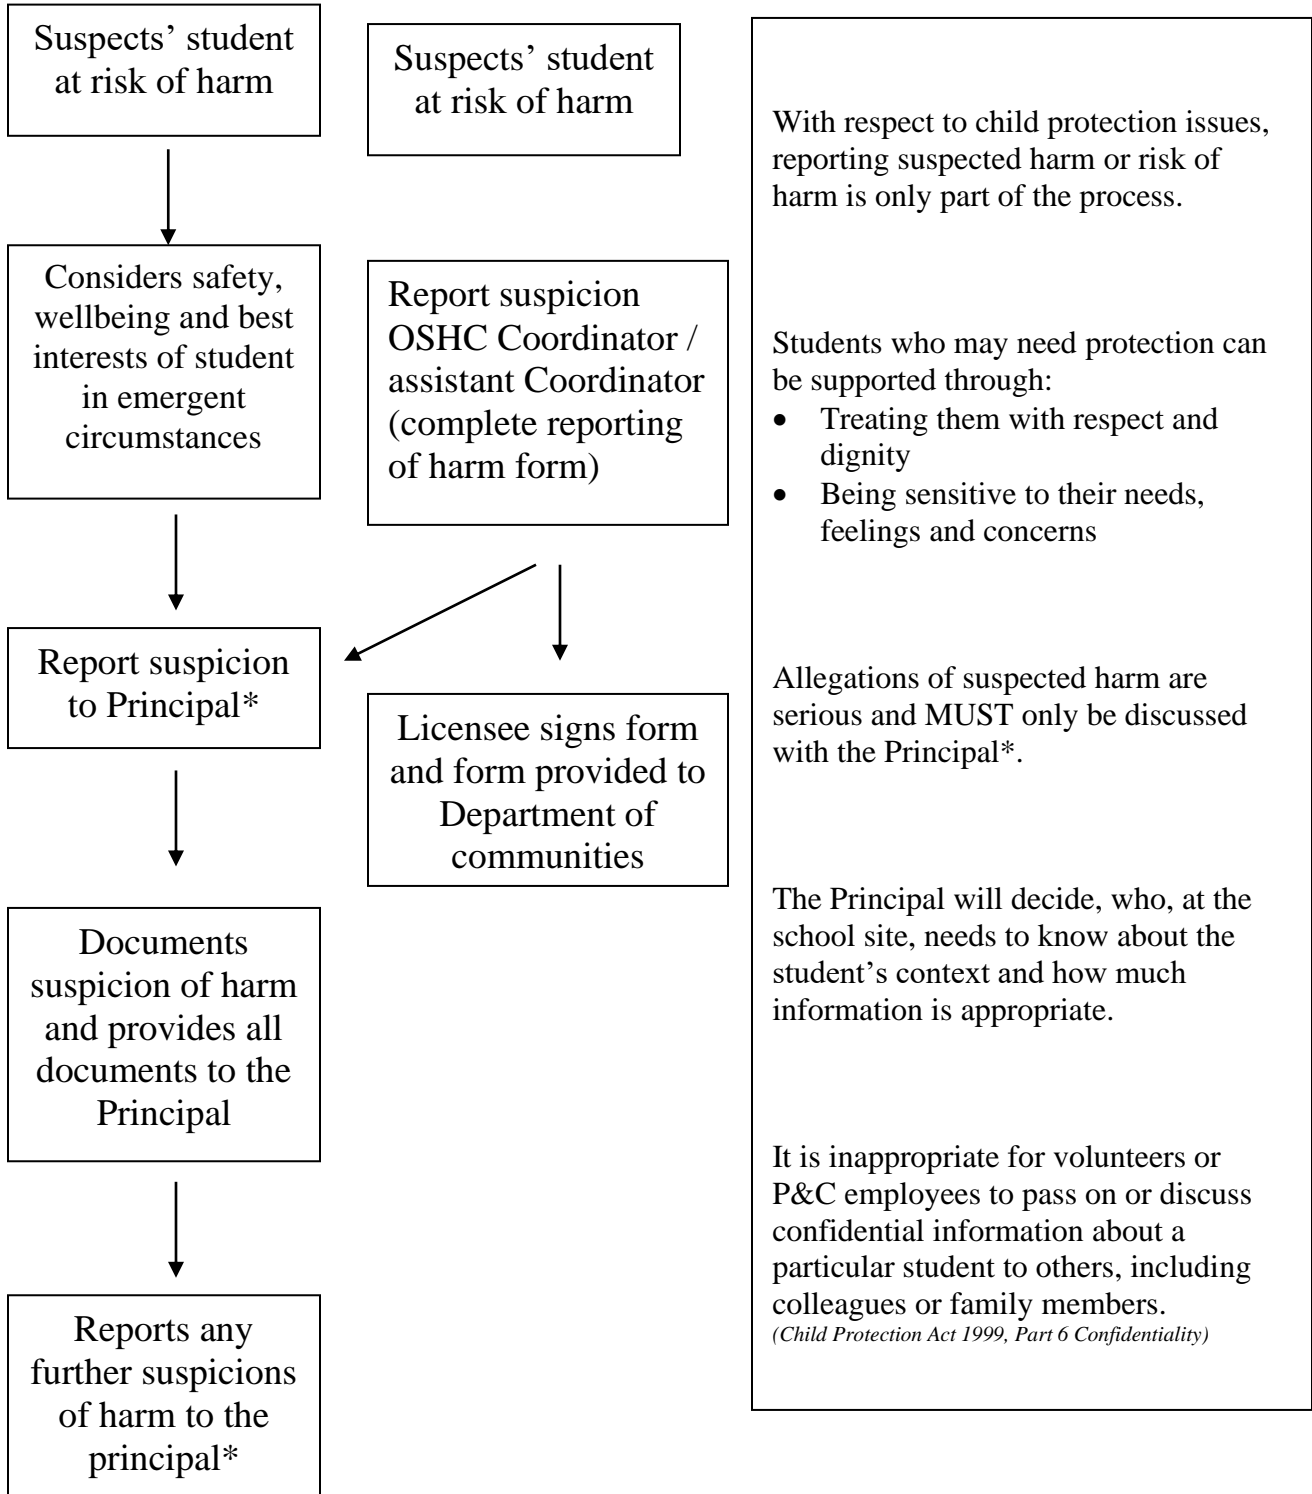 Suspects’ student
at risk of harm
Considers safety,
wellbeing and best
interests of student
in emergent
circumstances
Report suspicion
to Principal*
Documents
suspicion of harm
and provides all
documents to the
Principal
Reports any
further suspicions
of harm to the
principal*
Suspects’ student
at risk of harm
Report suspicion
OSHC Coordinator /
assistant Coordinator
(complete reporting
of harm form)
Licensee signs form
and form provided to
Department of
communities
With respect to child protection issues,
reporting suspected harm or risk of
harm is only part of the process.
Students who may need protection can
be supported through:
• Treating them with respect and
dignity
• Being sensitive to their needs,
feelings and concerns
Allegations of suspected harm are
serious and MUST only be discussed
with the Principal*.
The Principal will decide, who, at the
school site, needs to know about the
student’s context and how much
information is appropriate.
It is inappropriate for volunteers or
P&C employees to pass on or discuss
confidential information about a
particular student to others, including
colleagues or family members.
(Child Protection Act 1999, Part 6 Confidentiality)